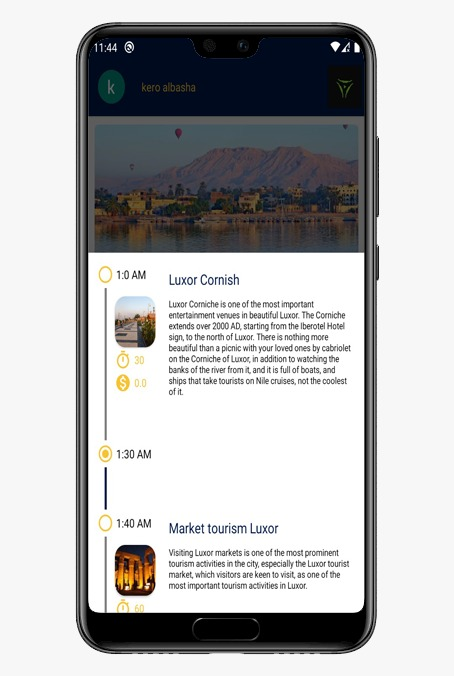 11:44
k
kero albasha
1:0 AM
Luxor Cornish
Luxor Corniche is one of the most important
entertainment venues in beautiful Luxor. The Corniche
extends over 2000 AD, starting from the Iberotel Hotel
sign, to the north of Luxor. There is nothing more
beautiful than a picnic with your loved ones by cabriolet
on the Corniche of Luxor, in addition to watching the
banks of the river from it, and it is full of boats, and
ships that take tourists on Nile cruises, not the coolest
of it.
30
$ 0.0
1:30 AM
1:40 AM
Market tourism Luxor
Visiting Luxor markets is one of the most prominent
tourism activities in the city, especially the Luxor tourist
market, which visitors are keen to visit, as one of the
most important tourism activities in Luxor.
60